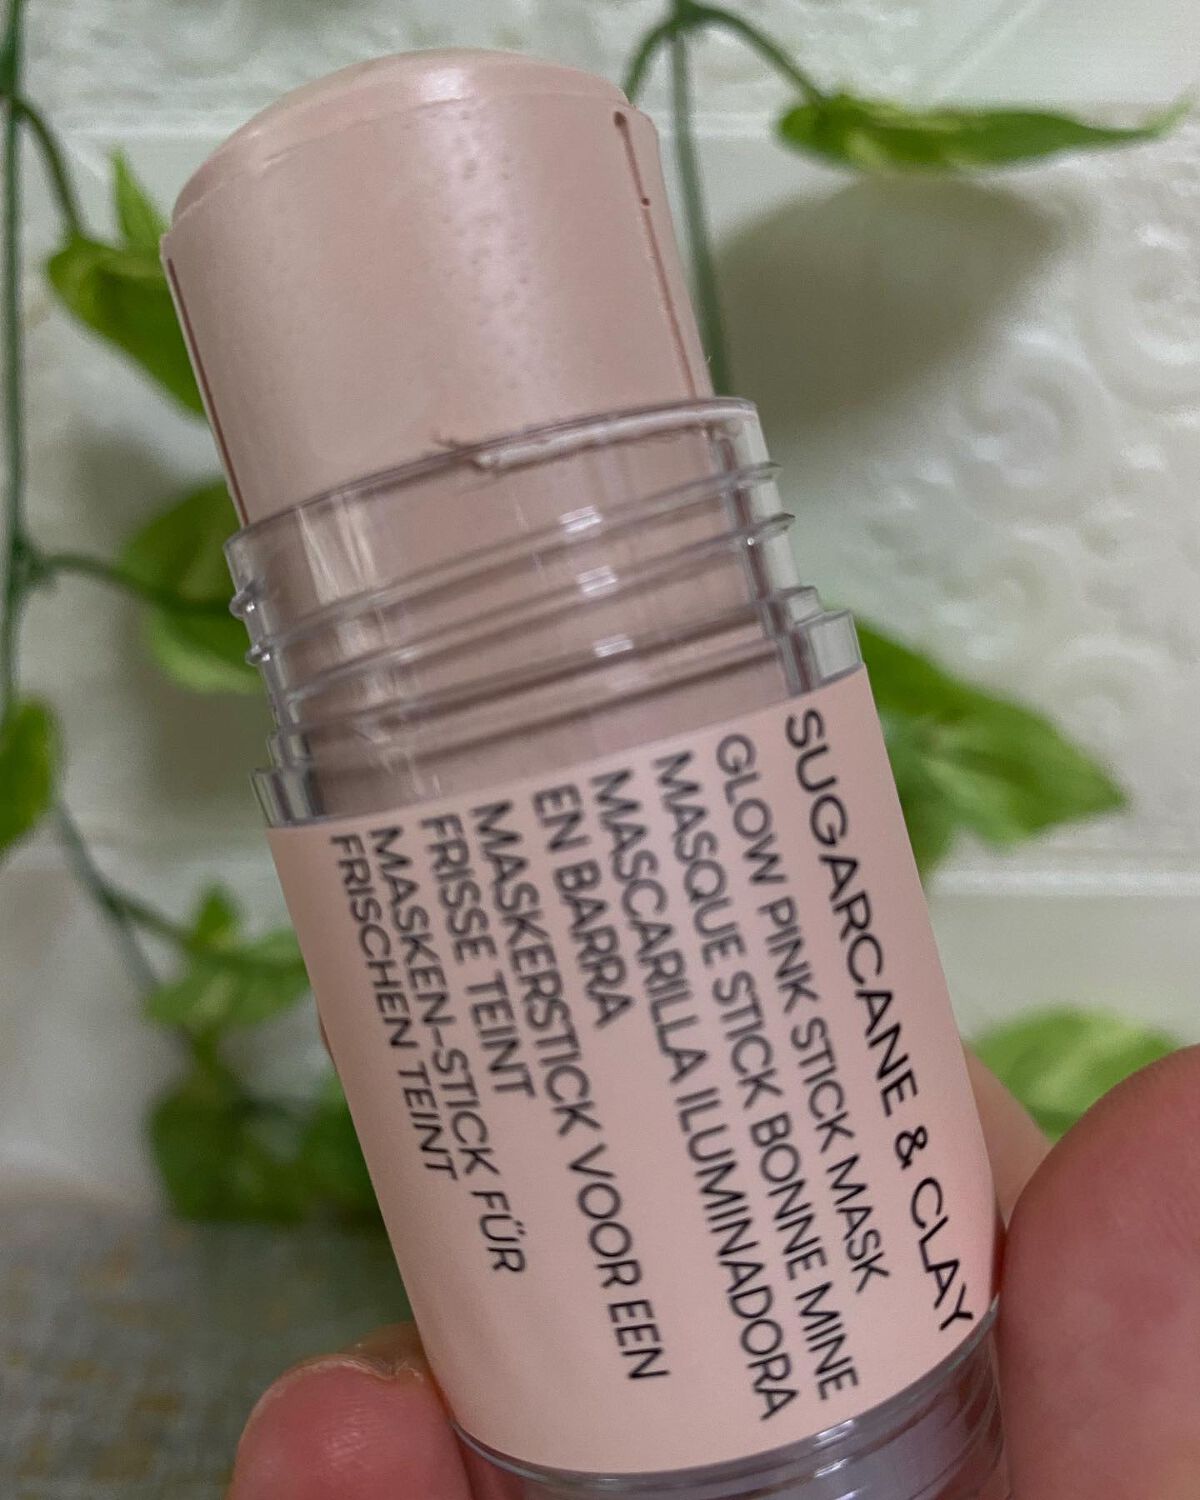 SUGARCANE & CLAY
GLOW PINK STICK MASK
MASQUE STICK BONNE MINE
MASCARILLA ILUMINADORA
EN BARRA
MASKERSTICK VOOR EEN
FRISSE TEINT
MASKEN-STICK FÜR
FRISCHEN TEINT